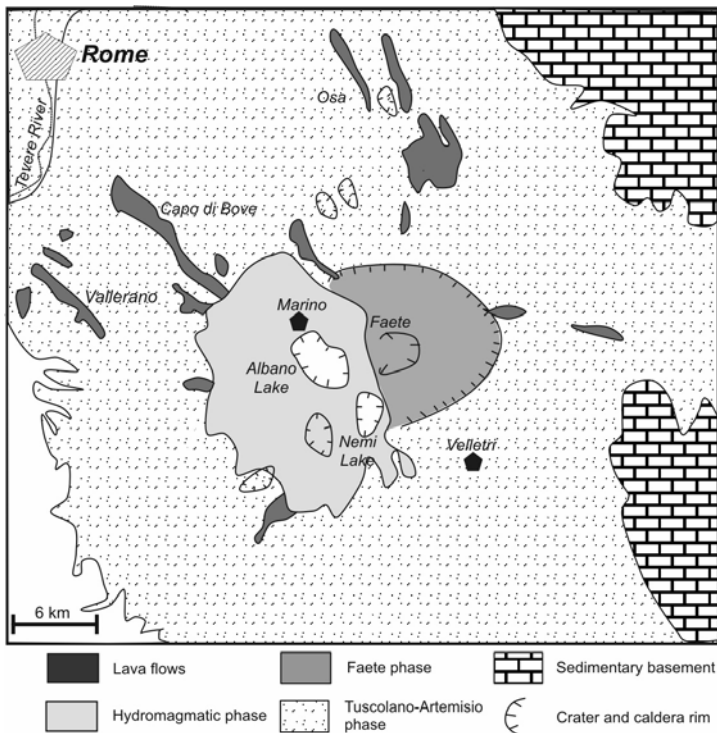 Rome
Tevere River
Osa
Capo di Bove
Vallerano
Marino
Faete
Albano
Lake
Nemi
Lake
Velletri
6 km
Lava flows
Faete phase
Sedimentary basement
Hydromagmatic phase
Tuscolano-Artemisio
phase
Crater and caldera rim